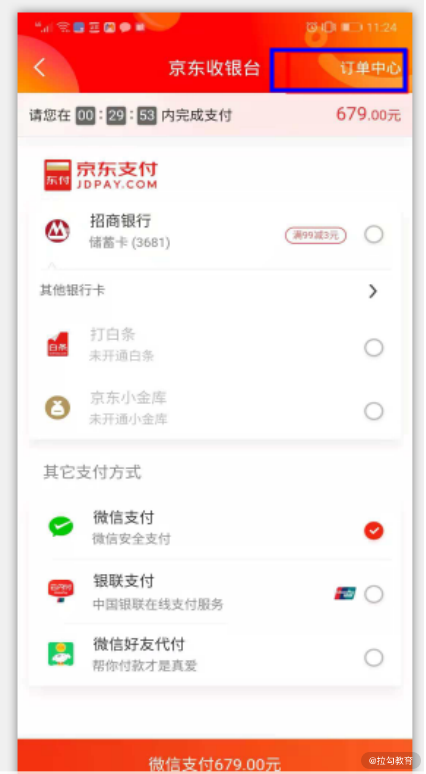 11:24
京东收银台
订单中心
请您在 00 : 29 : 53 内完成支付
679.00元
东付
京东支付
JDPAY.COM
招商银行
储蓄卡 (3681)
满99减3元
其他银行卡
白条
打白条
未开通白条
京东小金库
未开通小金库
其它支付方式
微信支付
微信安全支付
银联支付
中国银联在线支付服务
微信好友代付
帮你付款才是真爱
微信支付679.00元
@拉勾教育